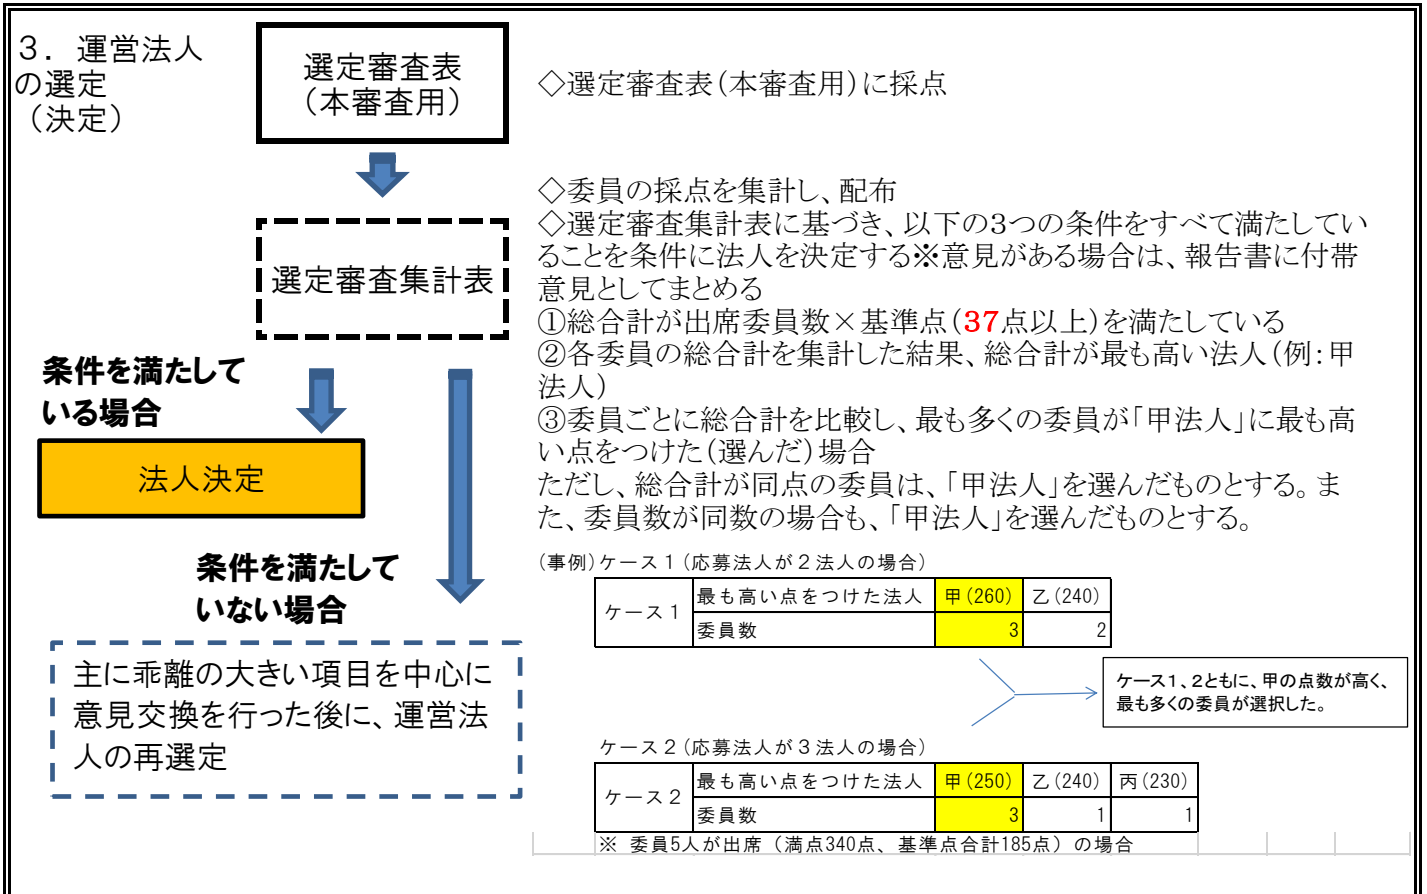 ３．運営法人
の選定
（決定）
選定審査表
（本審査用）
◇選定審査表（本審査用）に採点
◇委員の採点を集計し、配布
◇選定審査集計表に基づき、以下の３つの条件をすべて満たしてい
ることを条件に法人を決定する※意見がある場合は、報告書に付帯
意見としてまとめる
①総合計が出席委員数×基準点（37点以上）を満たしている
②各委員の総合計を集計した結果、総合計が最も高い法人（例：甲
法人）
③委員ごとに総合計を比較し、最も多くの委員が「甲法人」に最も高
い点をつけた（選んだ）場合
ただし、総合計が同点の委員は、「甲法人」を選んだものとする。ま
た、委員数が同数の場合も、「甲法人」を選んだものとする。
選定審査集計表
条件を満たして
いる場合
法人決定
条件を満たして
いない場合
主に乖離の大きい項目を中心に
意見交換を行った後に、運営法
人の再選定
（事例）ケース１（応募法人が２法人の場合）
ケース１
最も高い点をつけた法人 甲（260） 乙（240）
委員数 3 2
ケース１、２ともに、甲の点数が高く、
最も多くの委員が選択した。
ケース２（応募法人が３法人の場合）
ケース２
最も高い点をつけた法人 甲（250） 乙（240） 丙（230）
委員数 3 1 1
※ 委員5人が出席（満点340点、基準点合計185点）の場合